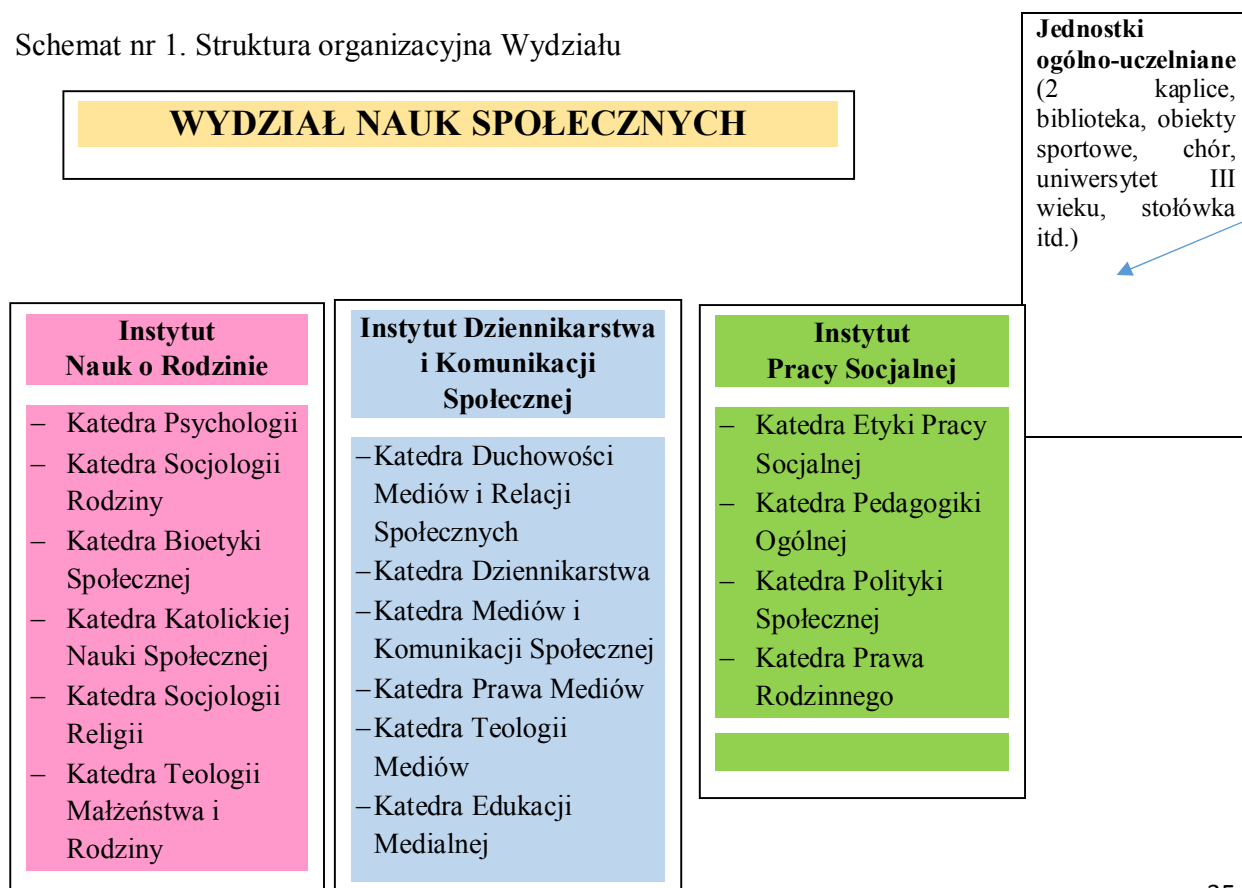 Schemat nr 1. Struktura organizacyjna Wydziału
WYDZIAŁ NAUK SPOŁECZNYCH
Jednostki
ogólno-uczelniane
(2 kaplice,
biblioteka, obiekty
sportowe, chór,
uniwersytet III
wieku, stołówka
itd.)
Instytut
Nauk o Rodzinie
– Katedra Psychologii
– Katedra Socjologii
Rodziny
– Katedra Bioetyki
Społecznej
– Katedra Katolickiej
Nauki Społecznej
– Katedra Socjologii
Religii
– Katedra Teologii
Małżeństwa i
Rodziny
Instytut Dziennikarstwa
i Komunikacji
Społecznej
–Katedra Duchowości
Mediów i Relacji
Społecznych
–Katedra Dziennikarstwa
–Katedra Mediów i
Komunikacji Społecznej
–Katedra Prawa Mediów
–Katedra Teologii
Mediów
–Katedra Edukacji
Medialnej
Instytut
Pracy Socjalnej
– Katedra Etyki Pracy
Socjalnej
– Katedra Pedagogiki
Ogólnej
– Katedra Polityki
Społecznej
– Katedra Prawa
Rodzinnego